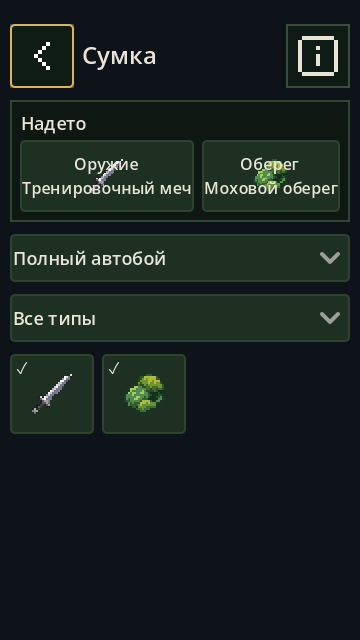 Сумка
Надето
Оружие
Тренировочный меч
Оберег
Моховой оберег
Полный автобой
Все типы